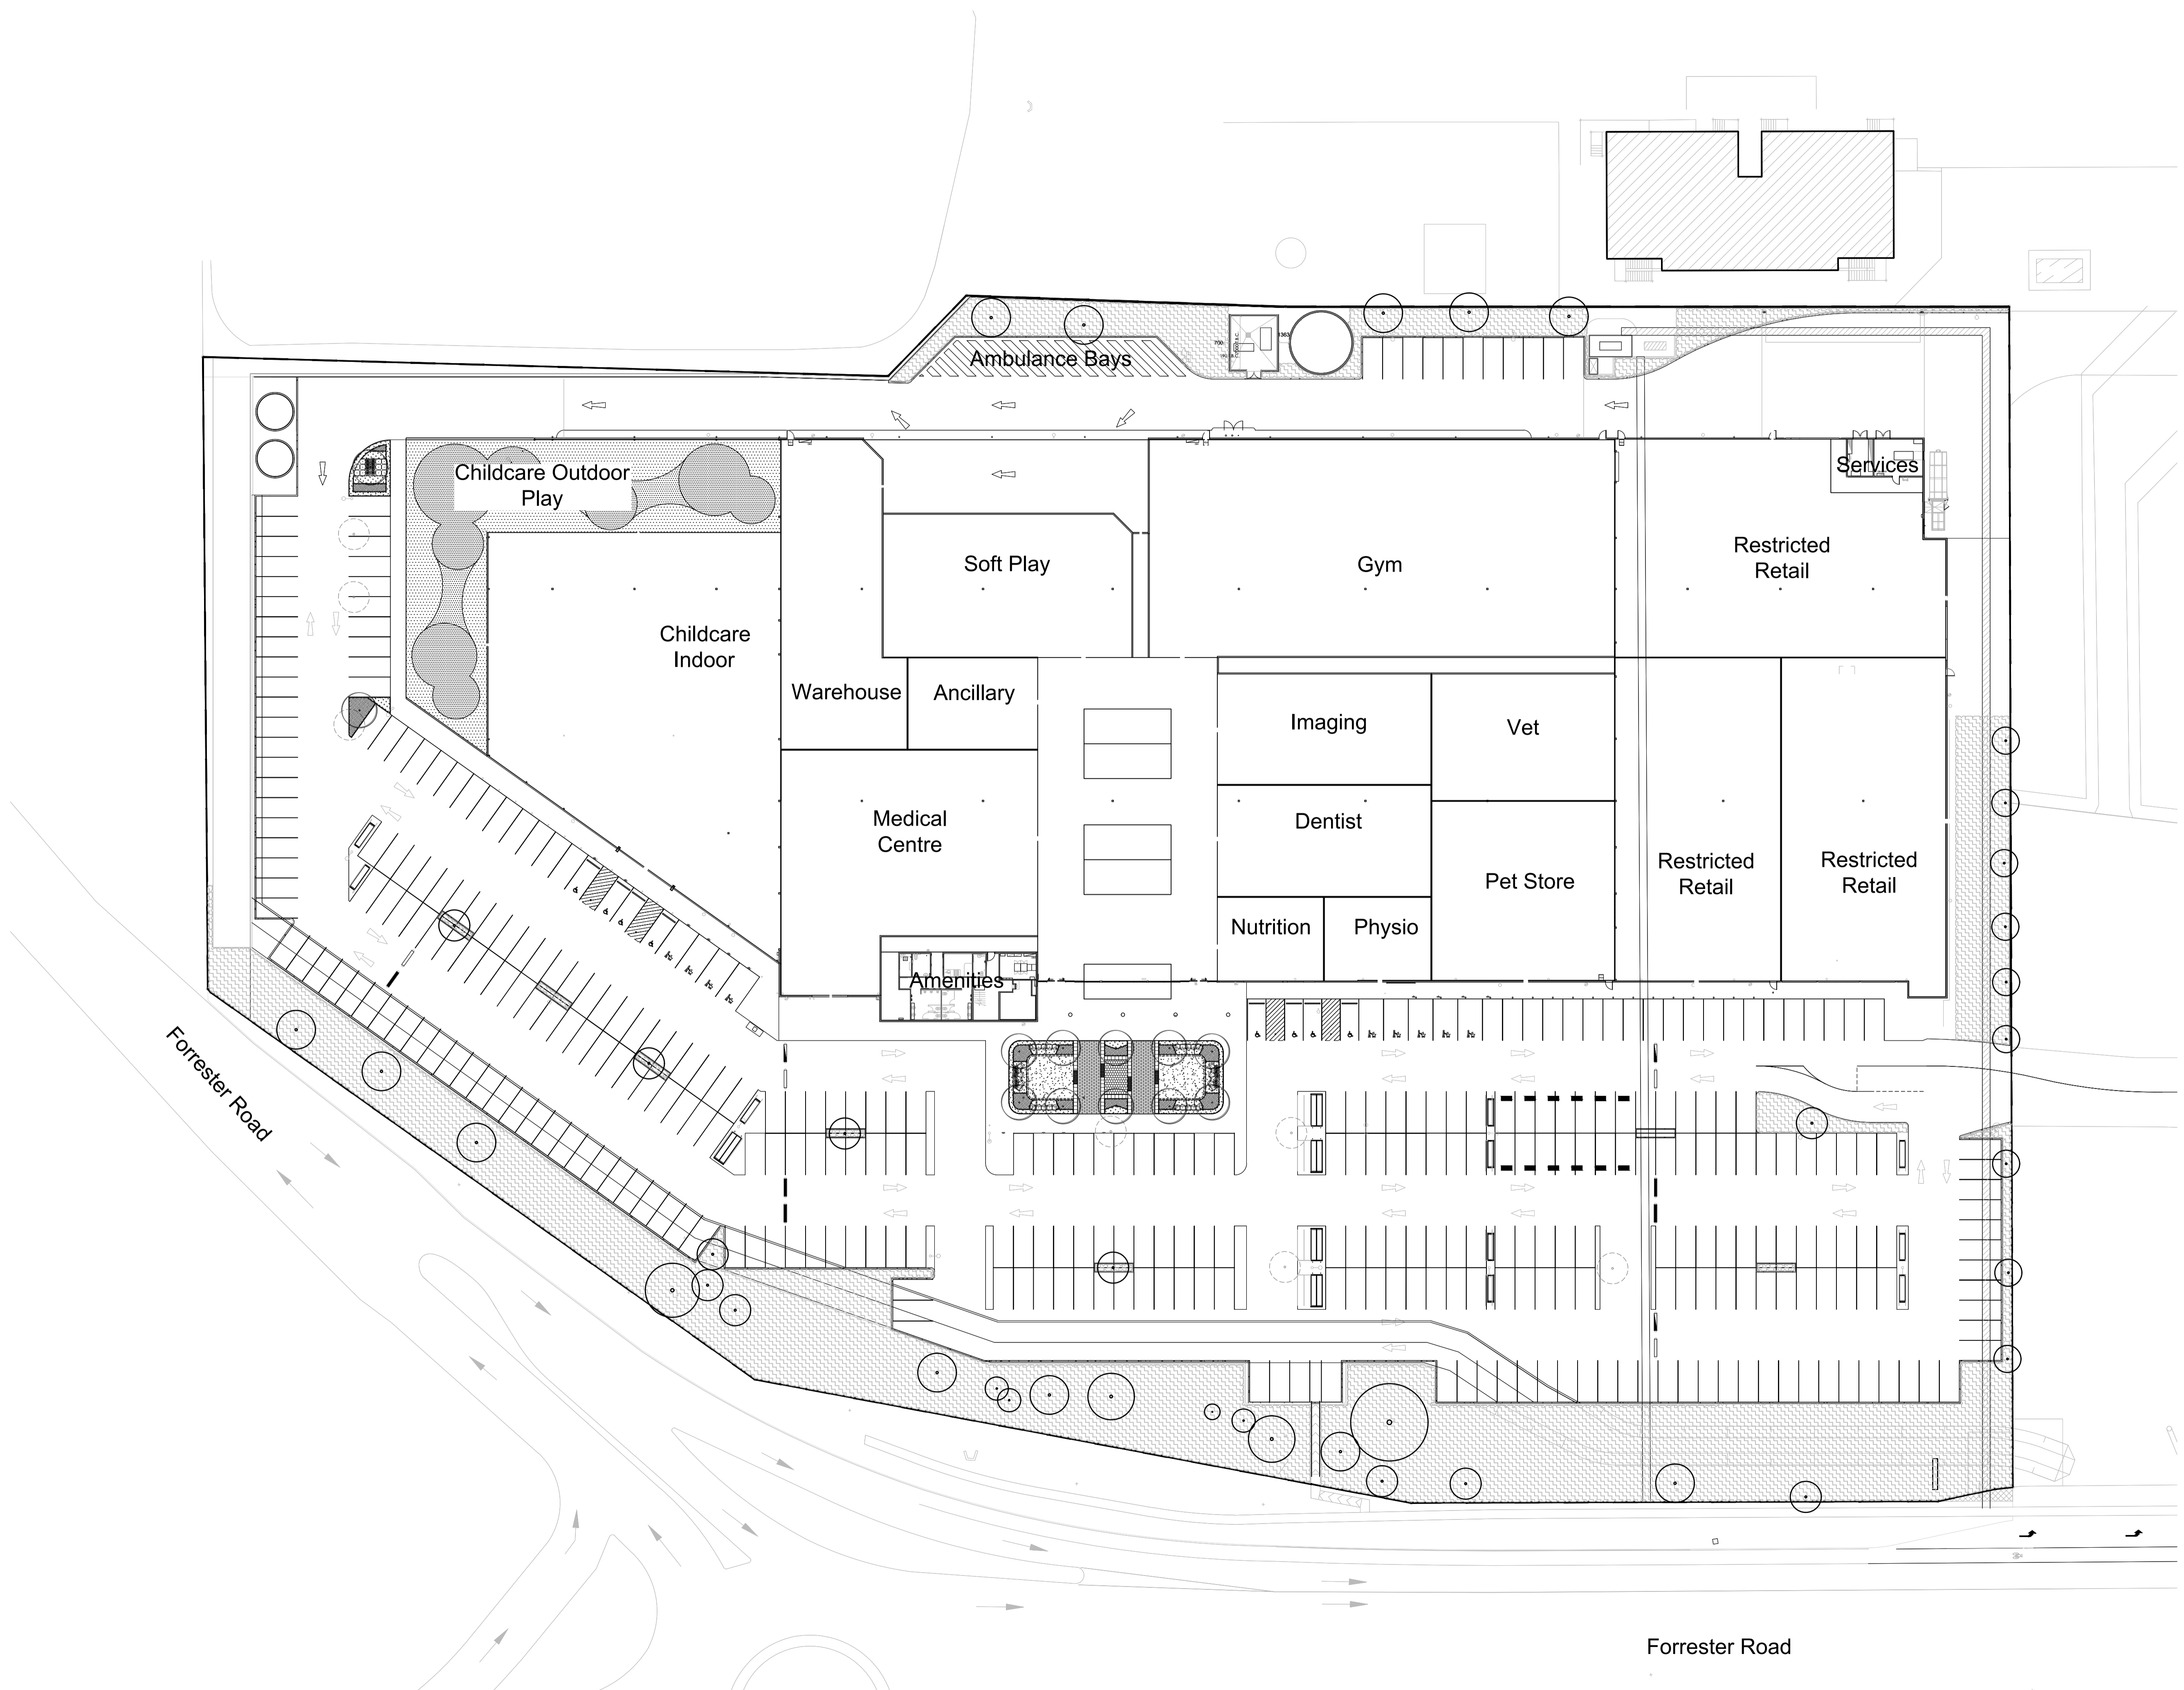 Ambulance Bays
Childcare Outdoor
Play
Services
Soft Play
Gym
Restricted
Retail
Childcare
Indoor
Warehouse
Ancillary
Imaging
Vet
Medical
Centre
Dentist
Pet Store
Restricted
Retail
Restricted
Retail
Nutrition
Physio
Amenities
Forrester Road
Forrester Road